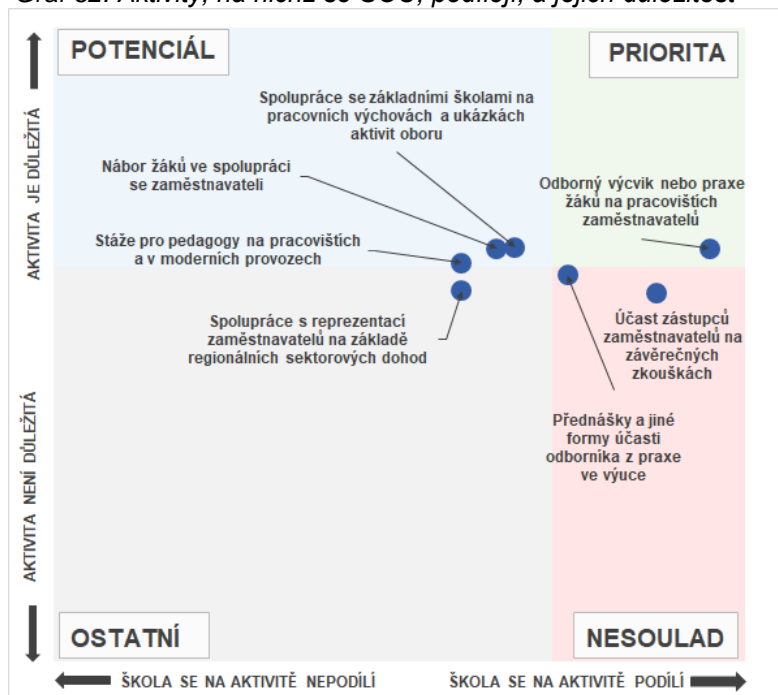 POTENCIÁL
PRIORITA
Spolupráce se základními školami na
pracovních výchovách a ukázkách
aktivit oboru
Nábor žáků ve spolupráci
se zaměstnavateli
Odborný výcvik nebo praxe
žáků na pracovištích
zaměstnavatelů
Stáže pro pedagogy na pracovištích
a v moderních provozech
Spolupráce s reprezentací
zaměstnavatelů na základě
regionálních sektorových dohod
Účast zástupců
zaměstnavatelů na
závěrečných
zkouškách
Přednášky a jiné
formy účasti
odborníka z praxe
ve výuce
AKTIVITA JE DŮLEŽITÁ
AKTIVITA NENÍ DŮLEŽITÁ
OSTATNÍ
NESOULAD
ŠKOLA SE NA AKTIVITĚ NEPODÍLÍ
ŠKOLA SE NA AKTIVITĚ PODÍLÍ